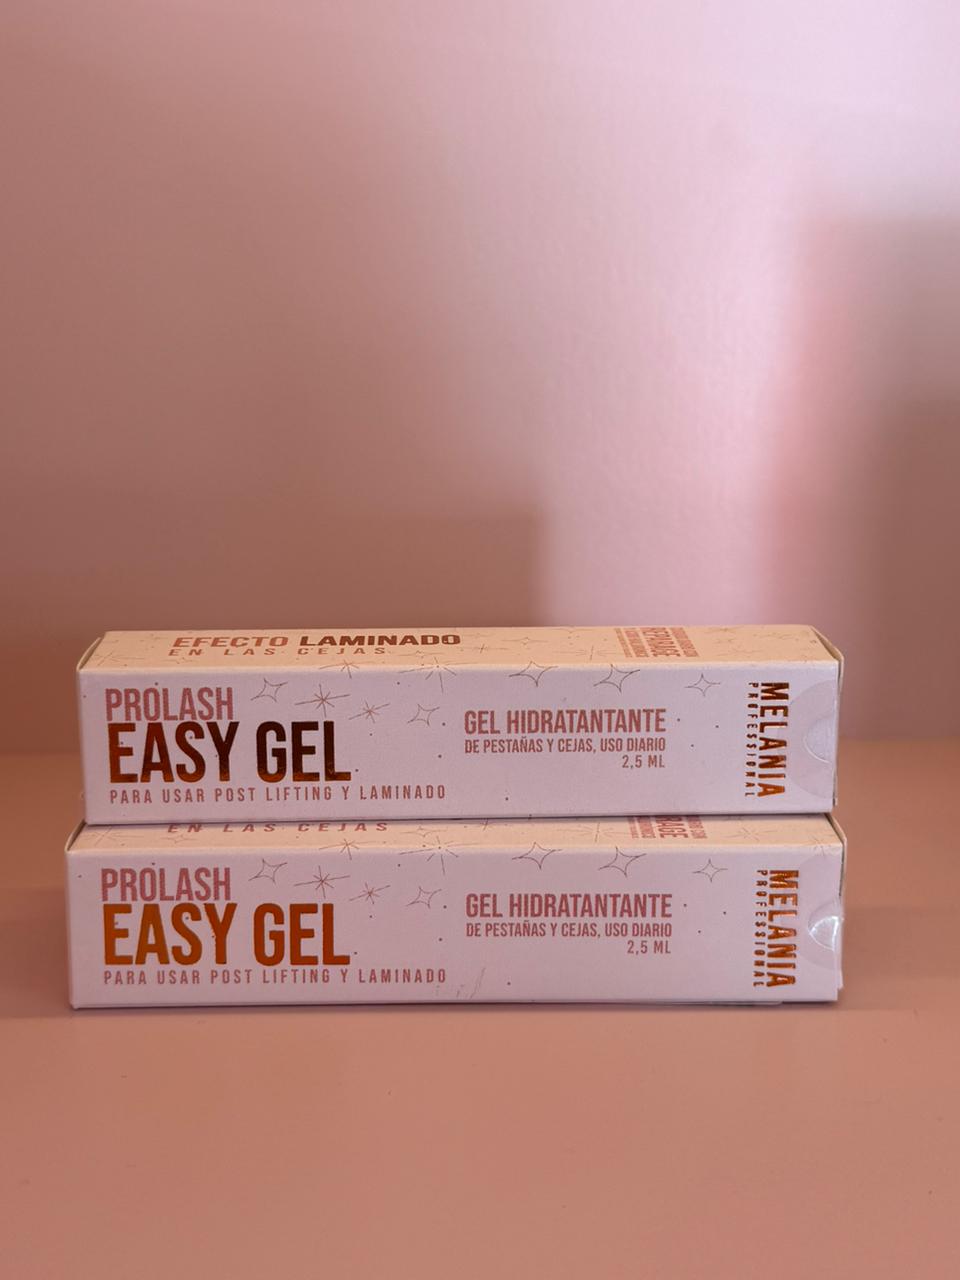 EFECTO LAMINADO
EN LAS CEJAS
REPARAGE
PROLASH
EASY GEL
PARA USAR POST LIFTING Y LAMINADO
GEL HIDRATANTANTE
DE PESTAÑAS Y CEJAS, USO DIARIO
2,5 ML
MELANIA
PROFESSIONAL
EN LAS CEJAS
PROLASH
EASY GEL
PARA USAR POST LIFTING Y LAMINADO
GEL HIDRATANTANTE
DE PESTAÑAS Y CEJAS, USO DIARIO
2,5 ML
MELANIA
PROFESSIONAL